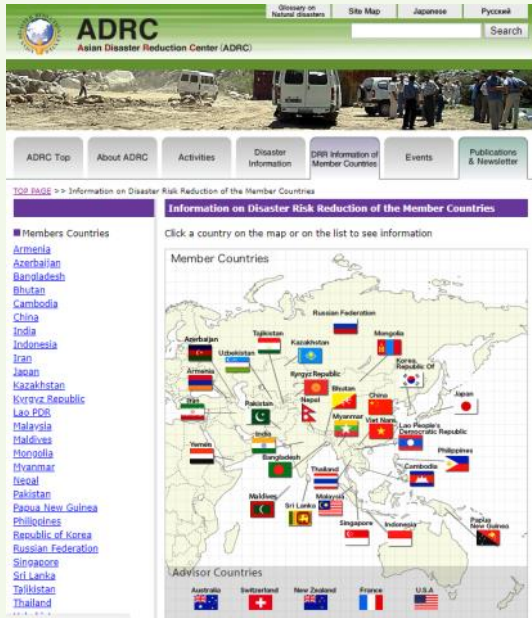 Glossary on
Natural disasters
Site Map
Japanese
Русский
ADRC
Asian Disaster Reduction Center (ADRC)
Search
ADRC Top
About ADRC
Activities
Disaster
Information
DRR Information of
Member Countries
Events
Publications
& Newsletter
TOP PAGE >> Information on Disaster Risk Reduction of the Member Countries
Members Countries
Armenia
Azerbaijan
Bangladesh
Bhutan
Cambodia
China
India
Indonesia
Iran
Japan
Kazakhstan
Kyrgyz Republic
Lao PDR
Malaysia
Maldives
Mongolia
Myanmar
Nepal
Pakistan
Papua New Guinea
Philippines
Republic of Korea
Russian Federation
Singapore
Sri Lanka
Tajikistan
Thailand
Information on Disaster Risk Reduction of the Member Countries
Click a country on the map or on the list to see information
Member Countries
Russian Federation
Azerbaijan
Tajikistan
Mongolia
Uzbekistan
Kazakhstan
Korea,
Republic Of
Armenia
Kyrgyz Republic
Bhutan
Iran
Pakistan
Nepal
China
Japan
Myanmar
Viet Nam
Lao People's
Democratic Republic
Yemen
India
Bangladesh
Philippines
Thailand
Cambodia
Maldives
Sri Lanka
Malaysia
Singapore
Indonesia
Papua
New Guinea
Advisor Countries
Australia
Switzerland
New Zealand
France
U.S.A